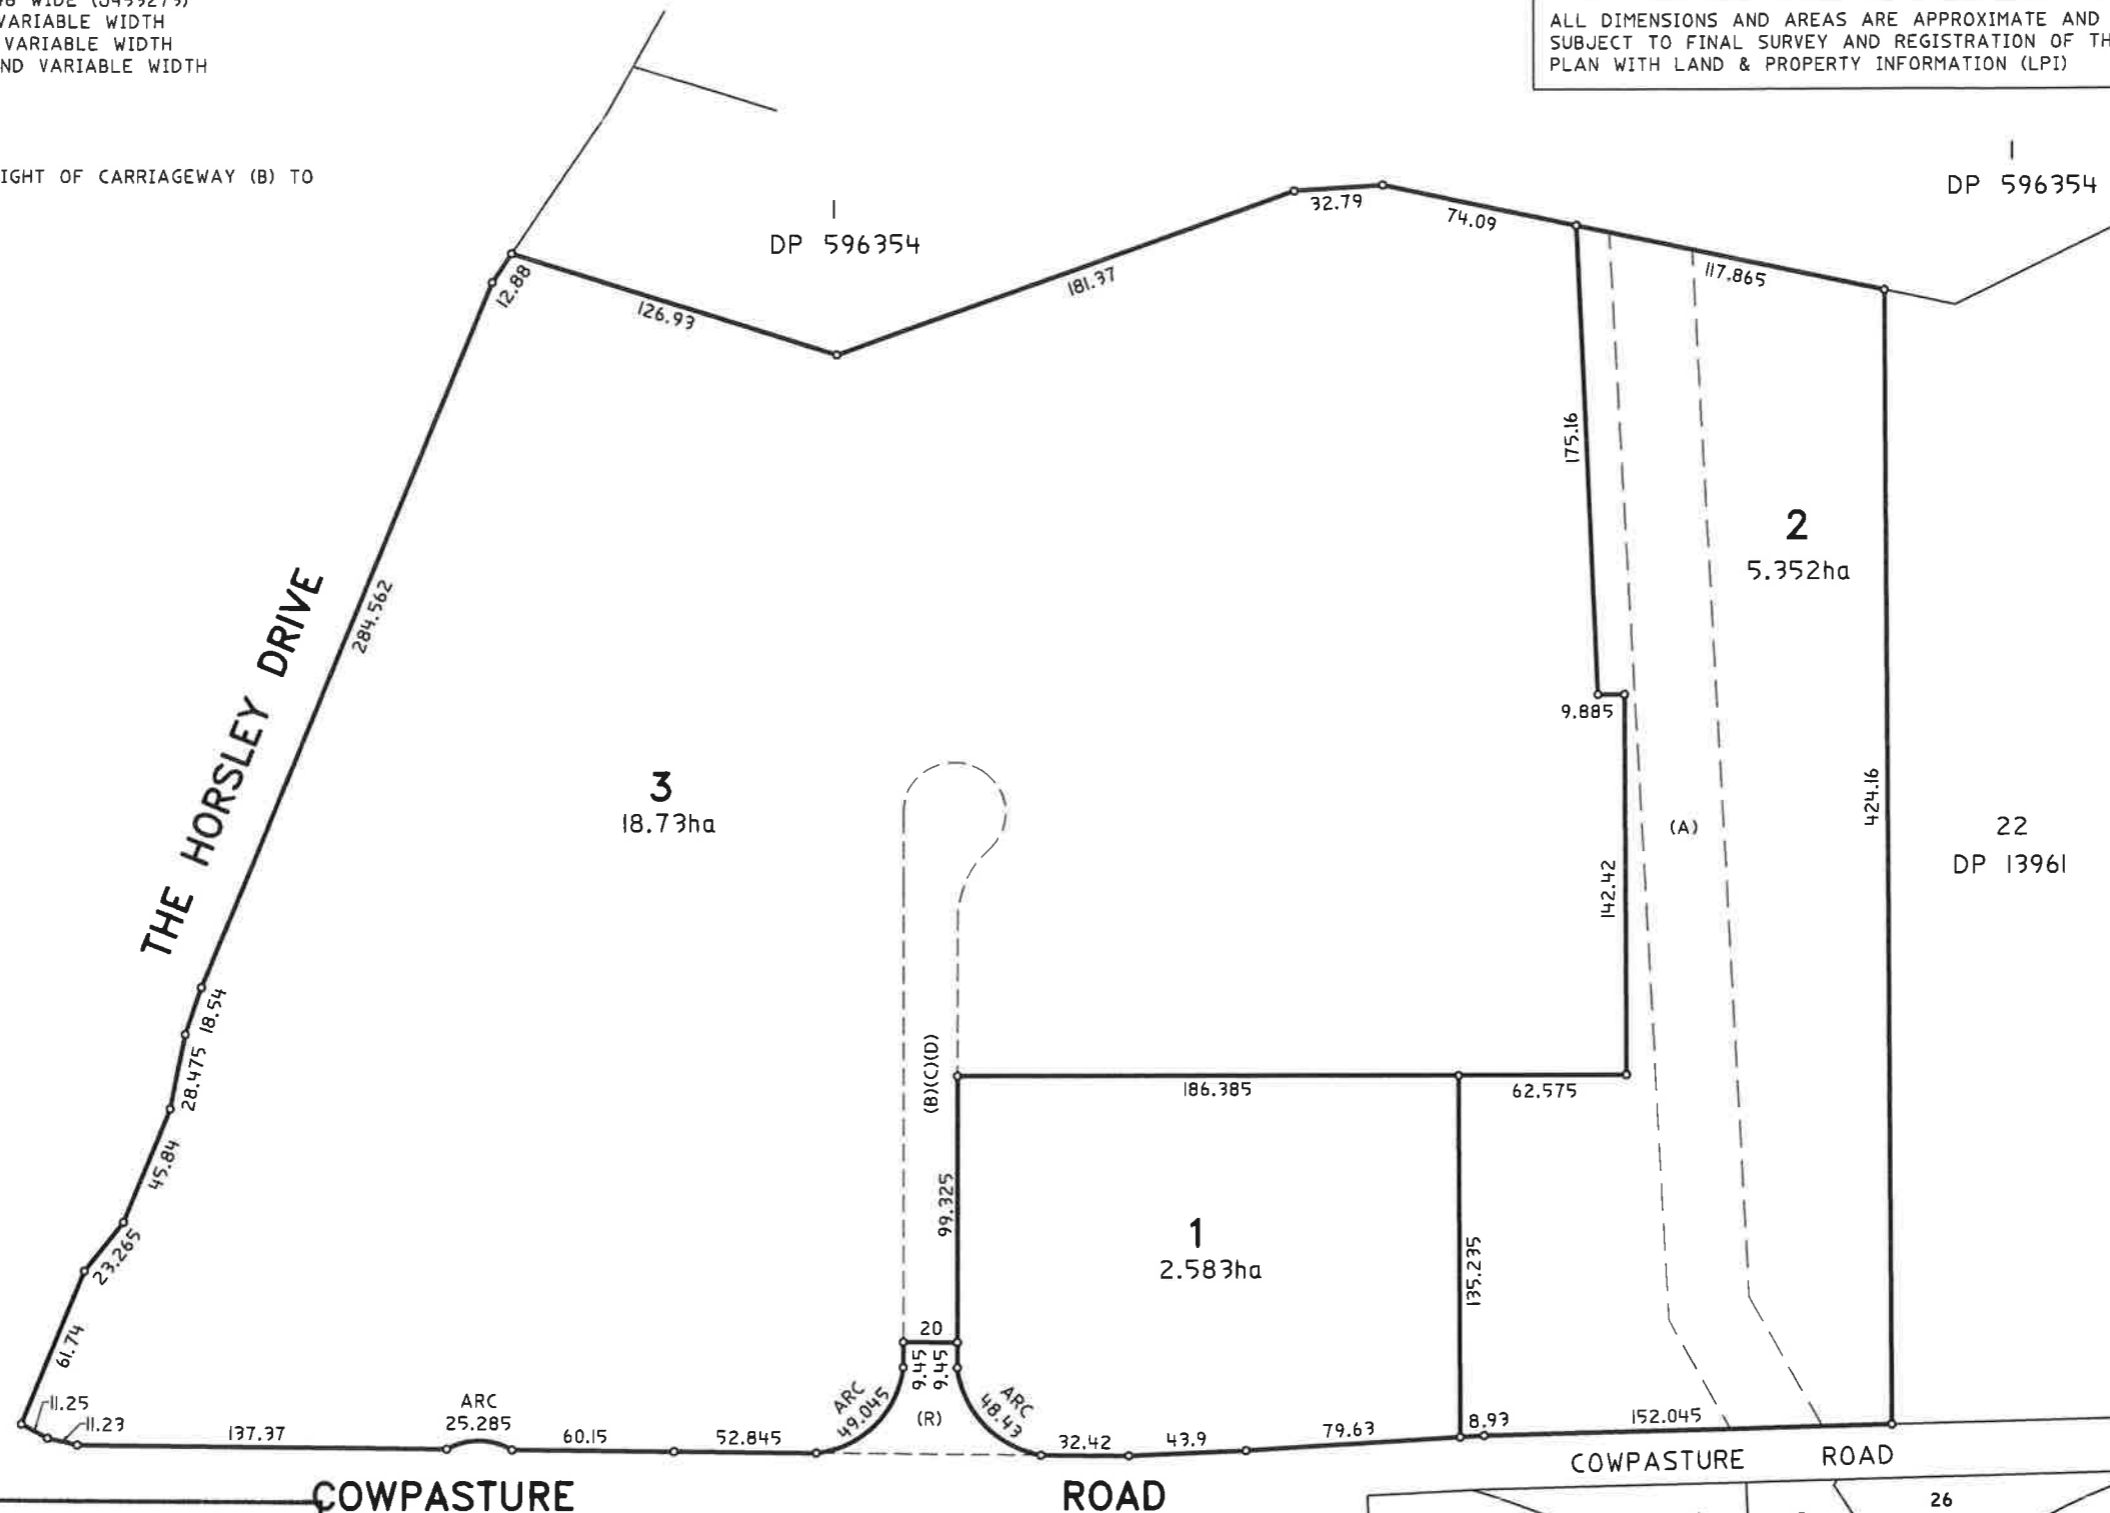 VARIABLE WIDTH
VARIABLE WIDTH
ND VARIABLE WIDTH
IGHT OF CARRIAGEWAY (B) TO
ALL DIMENSIONS AND AREAS ARE APPROXIMATE AND
SUBJECT TO FINAL SURVEY AND REGISTRATION OF TH
PLAN WITH LAND & PROPERTY INFORMATION (LPI)
1
DP 596354
1
DP 596354
32.79
74.09
117.865
181.37
12.88
126.93
175.16
2
5.352ha
284.562
THE HORSLEY DRIVE
9.885
3
18.73ha
424.16
(A)
22
DP 13961
142.42
18.54
28.475
(B)(C)(D)
186.385
62.575
45.84
99.325
23.265
1
2.583ha
135.235
61.74
20
9.45
9.45
11.25
11.23
137.37
ARC
25.285
60.15
52.845
ARC
49.045
(R)
ARC
48.43
32.42
43.9
79.63
8.93
152.045
COWPASTURE ROAD
COWPASTURE ROAD
26